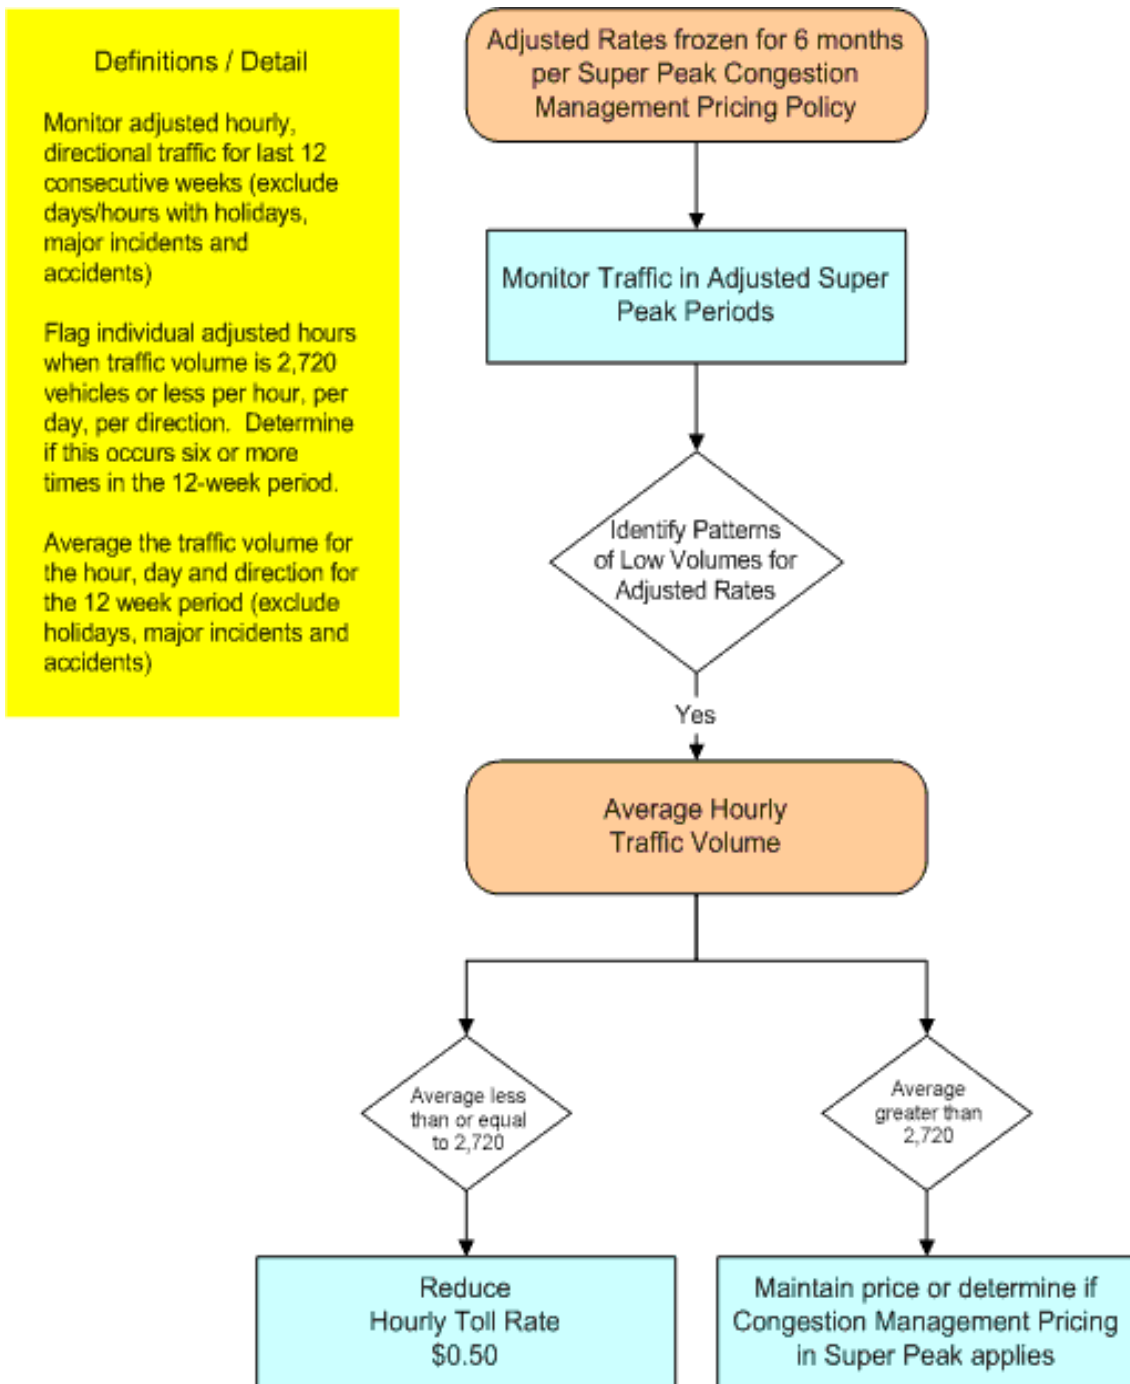 Definitions / Detail
Monitor adjusted hourly,
directional traffic for last 12
consecutive weeks (exclude
days/hours with holidays,
major incidents and
accidents)
Flag individual adjusted hours
when traffic volume is 2,720
vehicles or less per hour, per
day, per direction.  Determine
if this occurs six or more
times in the 12-week period.
Average the traffic volume for
the hour, day and direction for
the 12 week period (exclude
holidays, major incidents and
accidents)
Adjusted Rates frozen for 6 months
per Super Peak Congestion
Management Pricing Policy
Monitor Traffic in Adjusted Super
Peak Periods
Identify Patterns
of Low Volumes for
Adjusted Rates
Yes
Average Hourly
Traffic Volume
Average less
than or equal
to 2,720
Average
greater than
2,720
Reduce
Hourly Toll Rate
$0.50
Maintain price or determine if
Congestion Management Pricing
in Super Peak applies